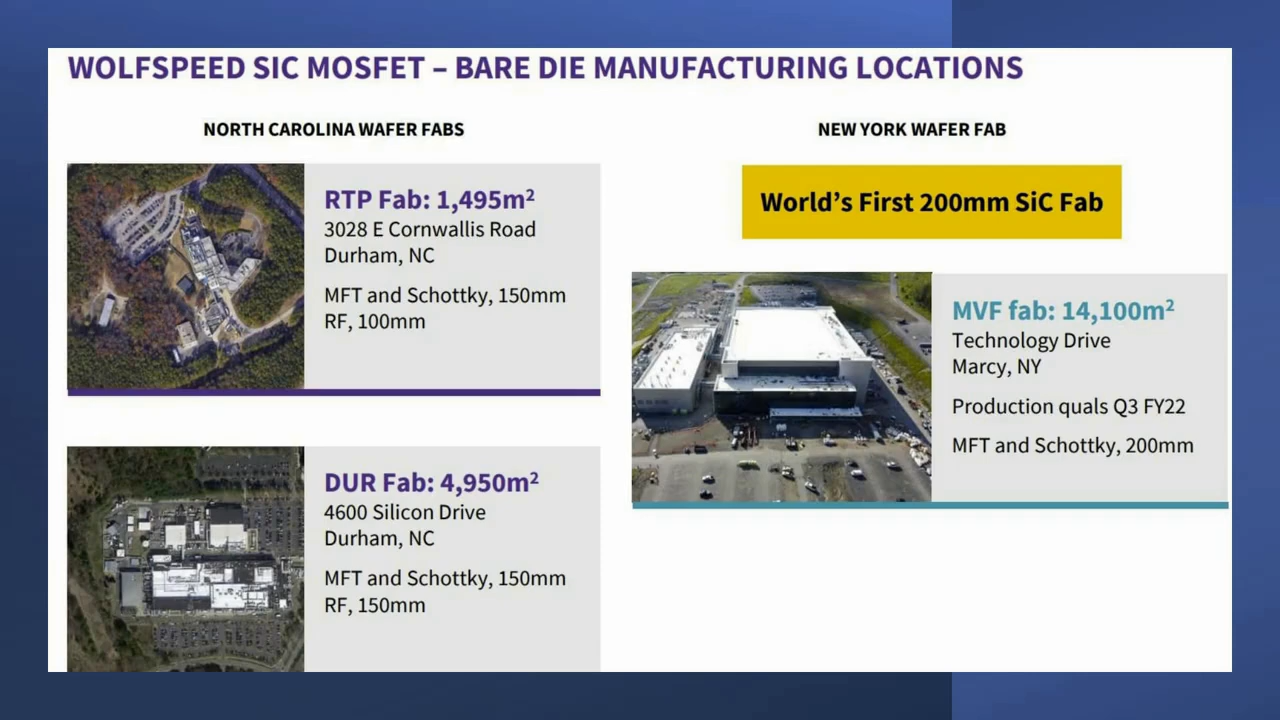 WOLFSPEED SIC MOSFET – BARE DIE MANUFACTURING LOCATIONS
NORTH CAROLINA WAFER FABS
RTP Fab: 1,495m²
3028 E Cornwallis Road
Durham, NC
MFT and Schottky, 150mm
RF, 100mm
DUR Fab: 4,950m²
4600 Silicon Drive
Durham, NC
MFT and Schottky, 150mm
RF, 150mm
NEW YORK WAFER FAB
World’s First 200mm SiC Fab
MVF fab: 14,100m²
Technology Drive
Marcy, NY
Production quals Q3 FY22
MFT and Schottky, 200mm